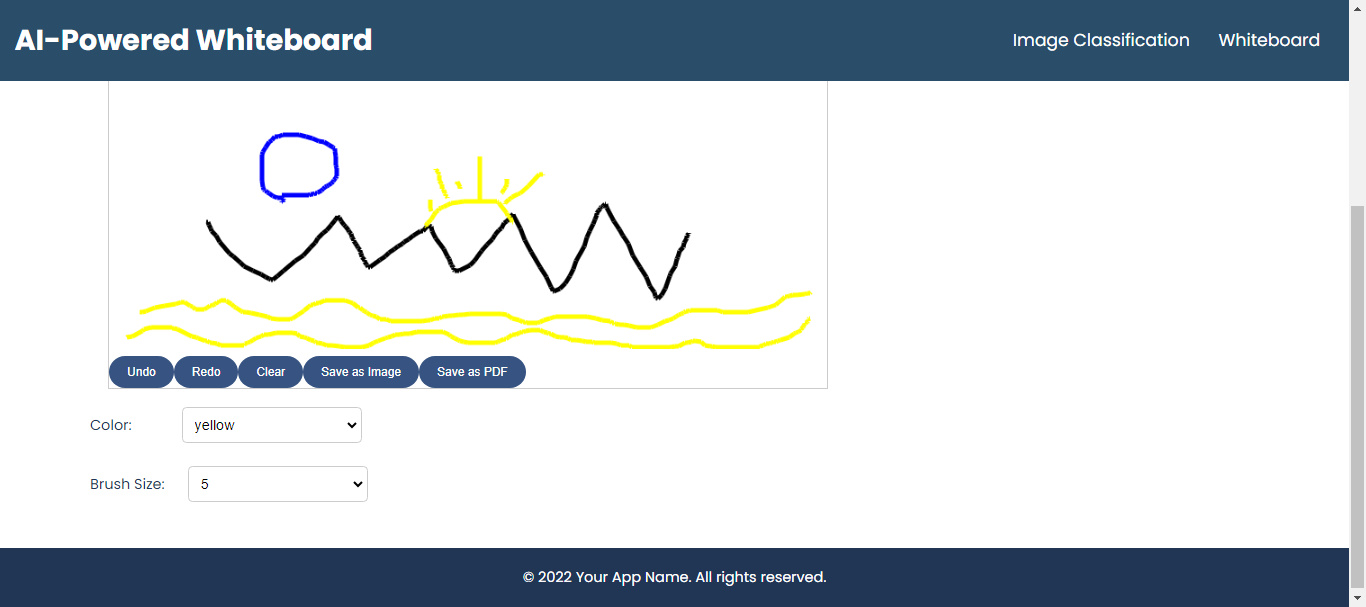 AI-Powered Whiteboard
Image Classification
Whiteboard
Undo
Redo
Clear
Save as Image
Save as PDF
Color:
yellow
Brush Size:
5
© 2022 Your App Name. All rights reserved.